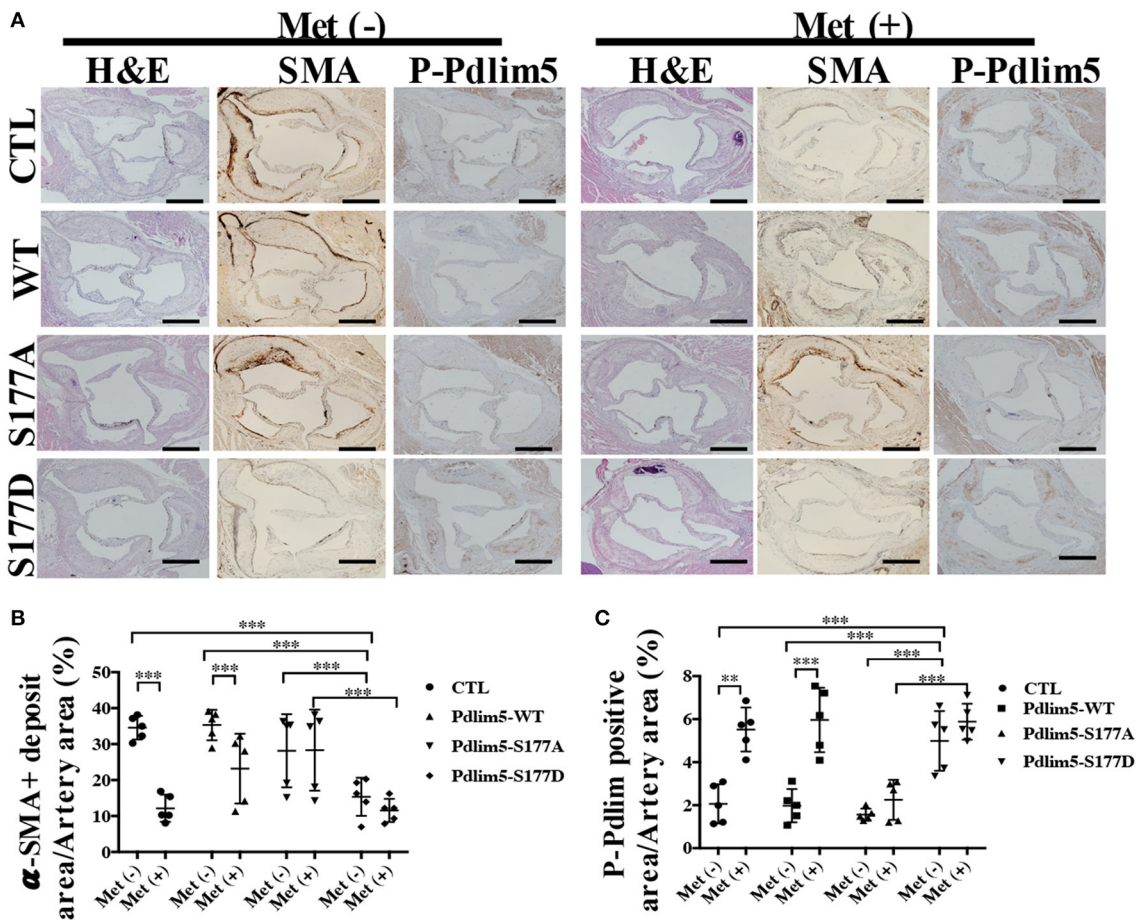 A
Met (-) Met (+)
H&E SMA P-Pdlim5 H&E SMA P-Pdlim5
CTL
WT
S177A
S177D
B
α-SMA+ deposit
area/Artery area (%)
50
40
30
20
10
0
***
***
***
***
***
***
Met (-) Met (+) Met (-) Met (+) Met (-) Met (+) Met (-) Met (+)
CTL
Pdlim5-WT
Pdlim5-S177A
Pdlim5-S177D
C
P-Pdlim positive
area/Artery area (%)
8
6
4
2
0
***
***
***
***
**
***
Met (-) Met (+) Met (-) Met (+) Met (-) Met (+) Met (-) Met (+)
CTL
Pdlim5-WT
Pdlim5-S177A
Pdlim5-S177D